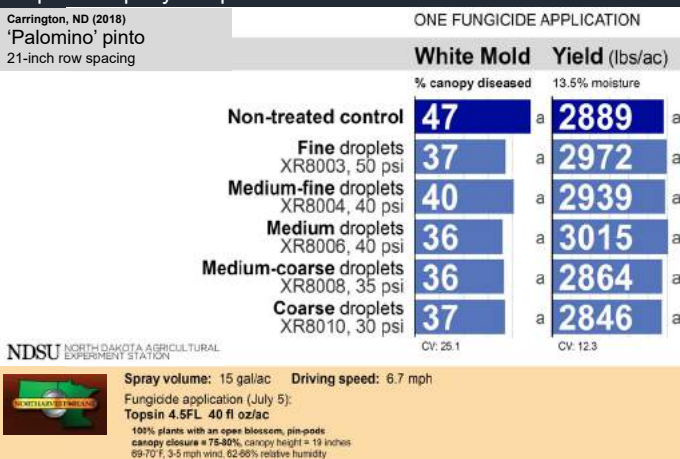 Carrington, ND (2018)
'Palomino' pinto
21-inch row spacing
ONE FUNGICIDE APPLICATION
White Mold Yield (lbs/ac)
% canopy diseased 13.5% moisture
Non-treated control 47 a 2889 a
Fine droplets
XR8003, 50 psi 37 a 2972 a
Medium-fine droplets
XR8004, 40 psi 40 a 2939 a
Medium droplets
XR8006, 40 psi 36 a 3015 a
Medium-coarse droplets
XR8008, 35 psi 36 a 2864 a
Coarse droplets
XR8010, 30 psi 37 a 2846 a
CV: 25.1 CV: 12.3
NDSU NORTH DAKOTA AGRICULTURAL
EXPERIMENT STATION
Spray volume: 15 gal/ac Driving speed: 6.7 mph
Fungicide application (July 5):
Topsin 4.5FL 40 fl oz/ac
100% plants with an open blossom, pin-pods
canopy closure = 75-80%, canopy height = 19 inches
69-70°F, 3-5 mph wind, 62-66% relative humidity